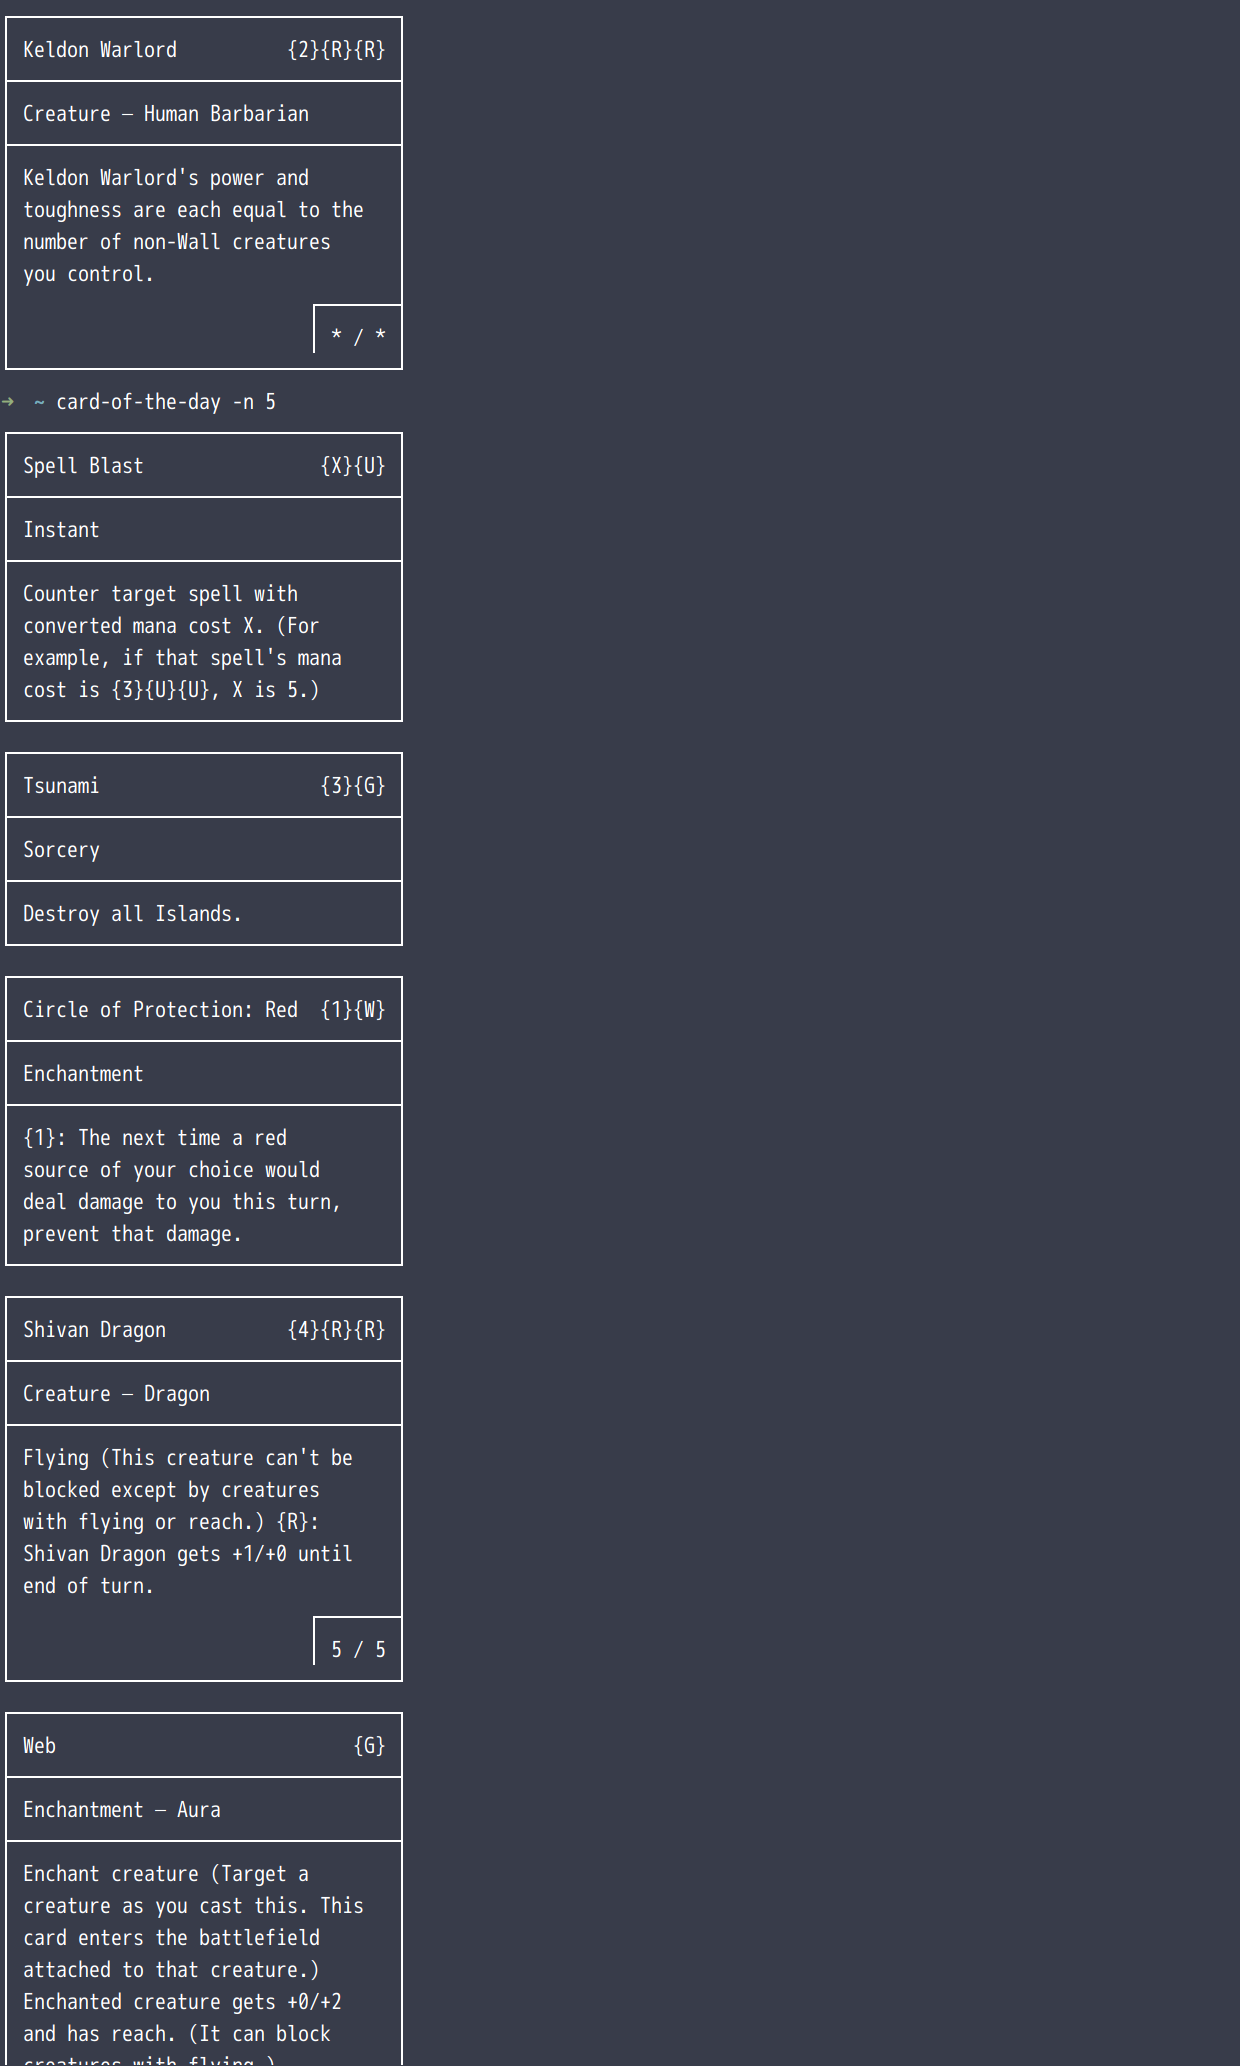 Keldon Warlord {2}{R}{R}
Creature — Human Barbarian
Keldon Warlord's power and
toughness are each equal to the
number of non-Wall creatures
you control.
* / *
➜ ~ card-of-the-day -n 5
Spell Blast {X}{U}
Instant
Counter target spell with
converted mana cost X. (For
example, if that spell's mana
cost is {3}{U}{U}, X is 5.)
Tsunami {3}{G}
Sorcery
Destroy all Islands.
Circle of Protection: Red {1}{W}
Enchantment
{1}: The next time a red
source of your choice would
deal damage to you this turn,
prevent that damage.
Shivan Dragon {4}{R}{R}
Creature — Dragon
Flying (This creature can't be
blocked except by creatures
with flying or reach.) {R}:
Shivan Dragon gets +1/+0 until
end of turn.
5 / 5
Web {G}
Enchantment — Aura
Enchant creature (Target a
creature as you cast this. This
card enters the battlefield
attached to that creature.)
Enchanted creature gets +0/+2
and has reach. (It can block
creatures with flying.)